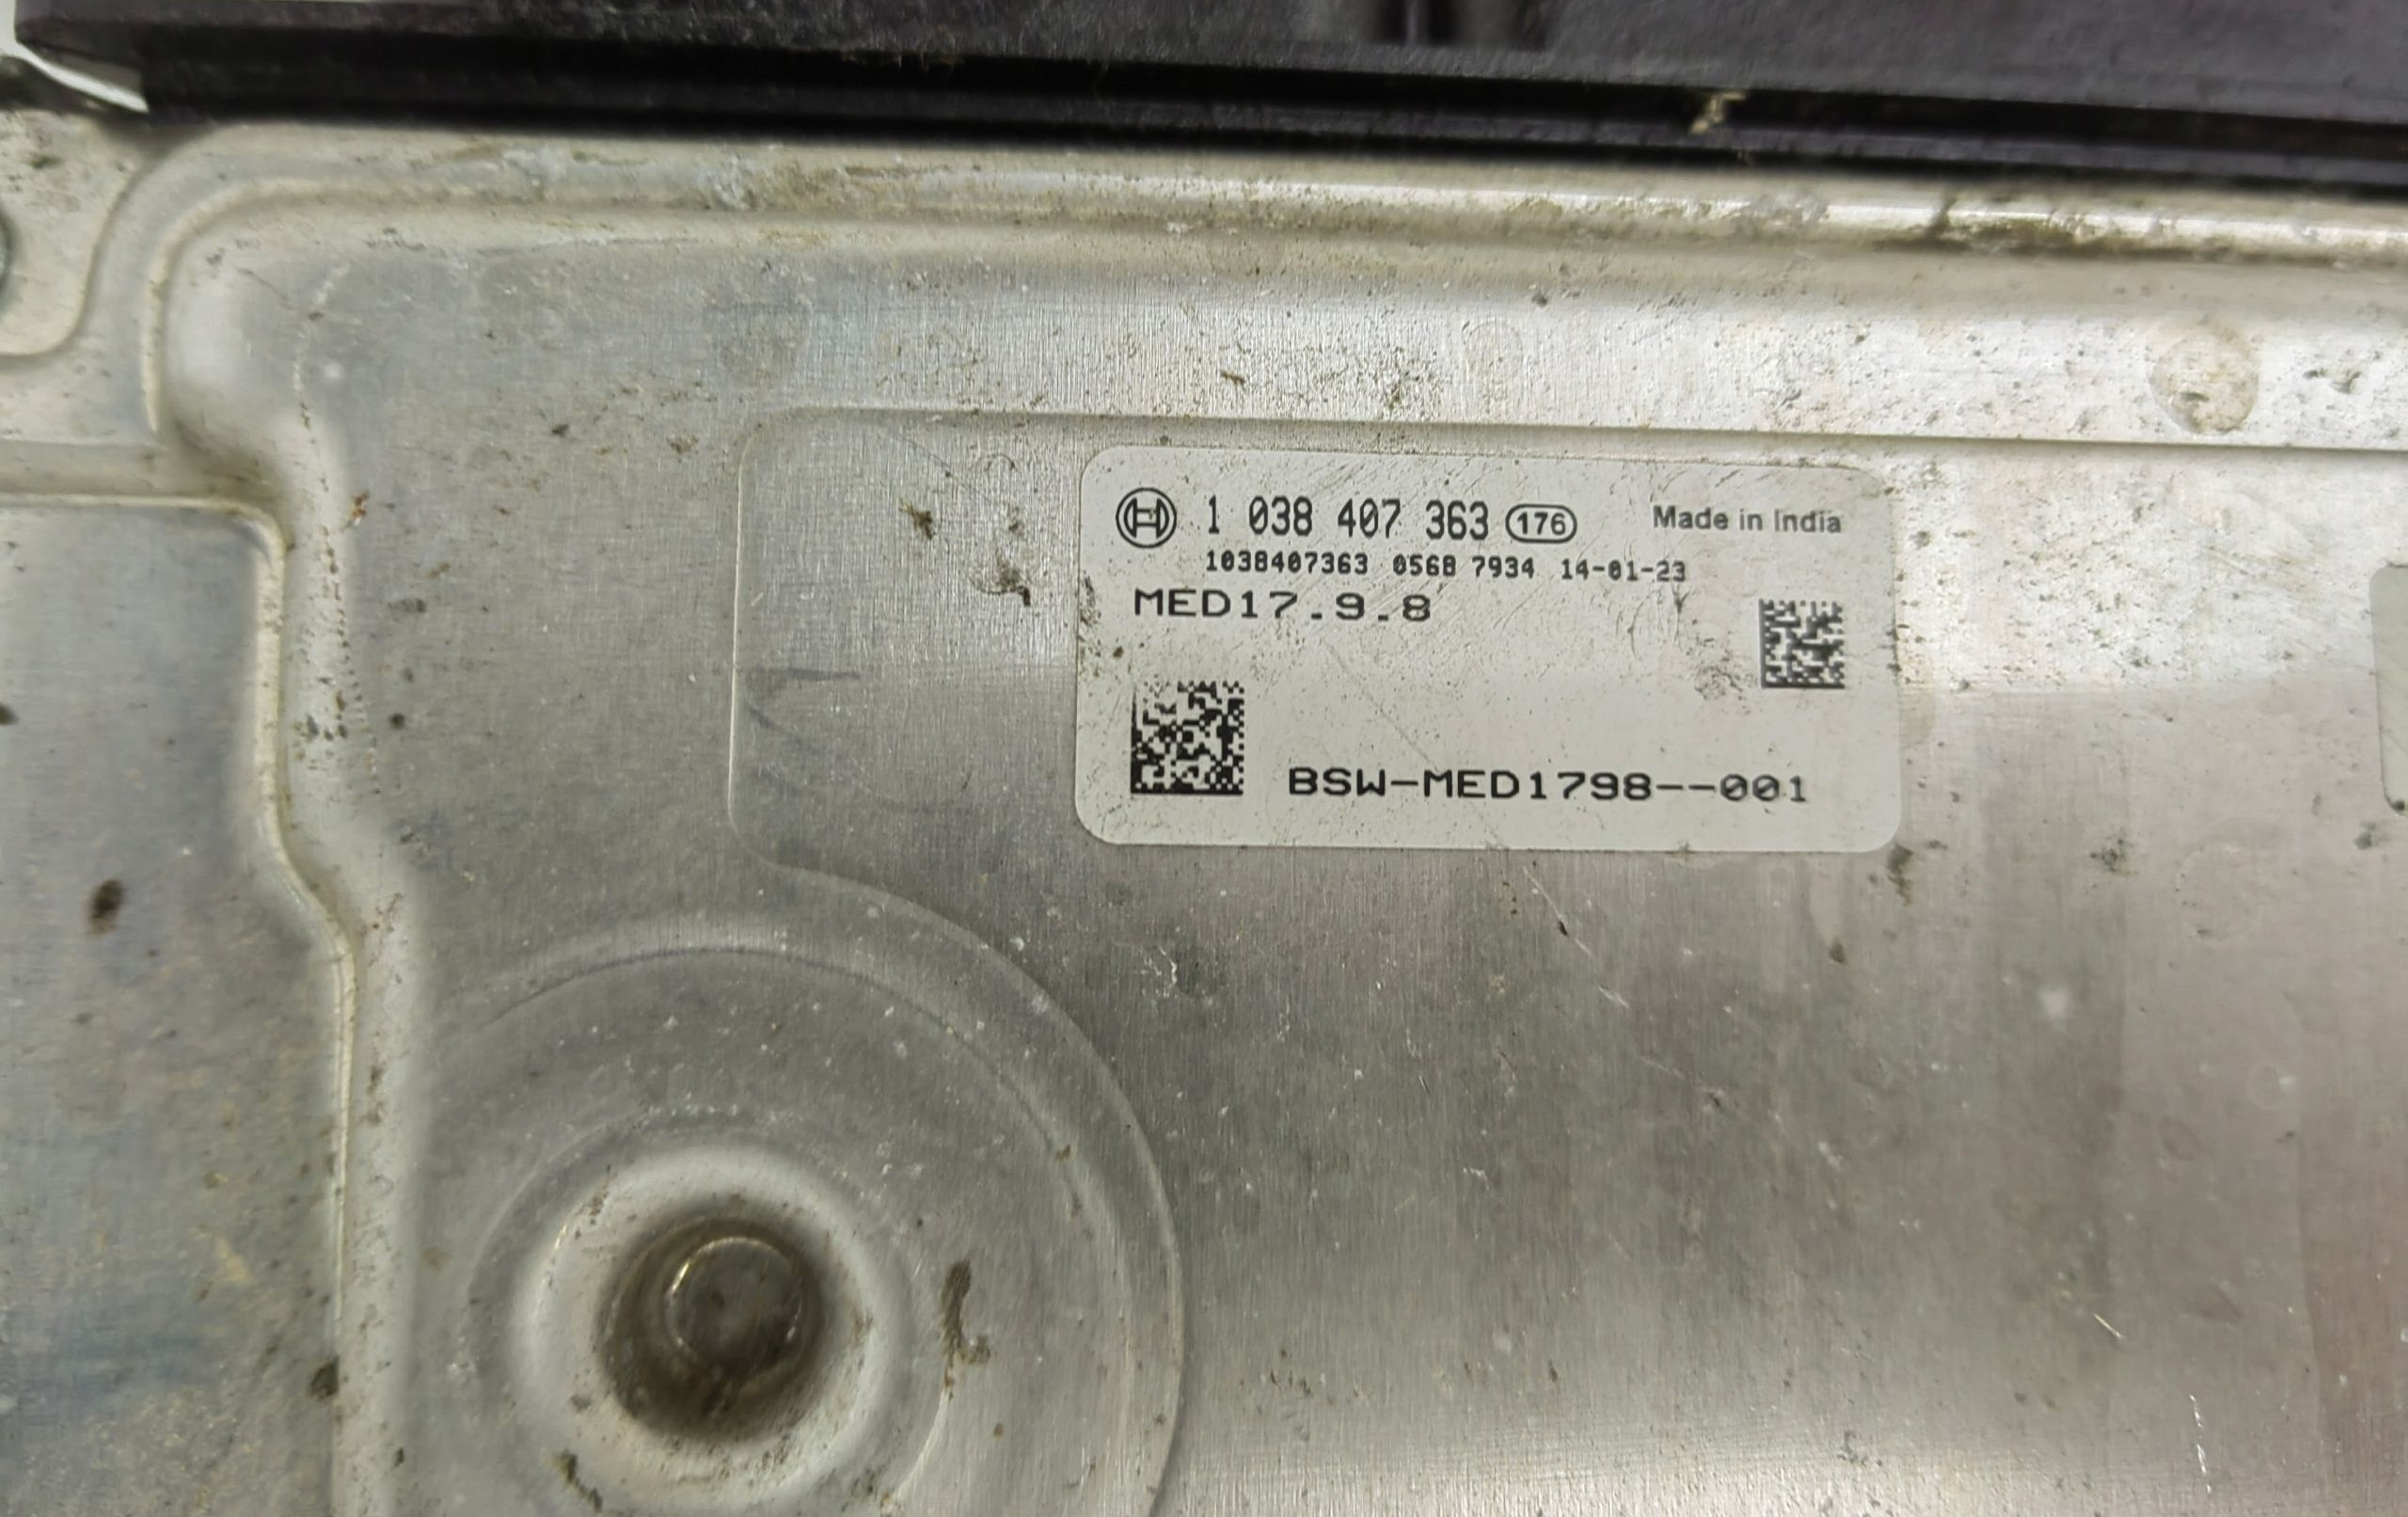 1 038 407 363 176 Made in India
1038407363 0568 7934 14-01-23
MED17.9.8
BSW-MED1798--001